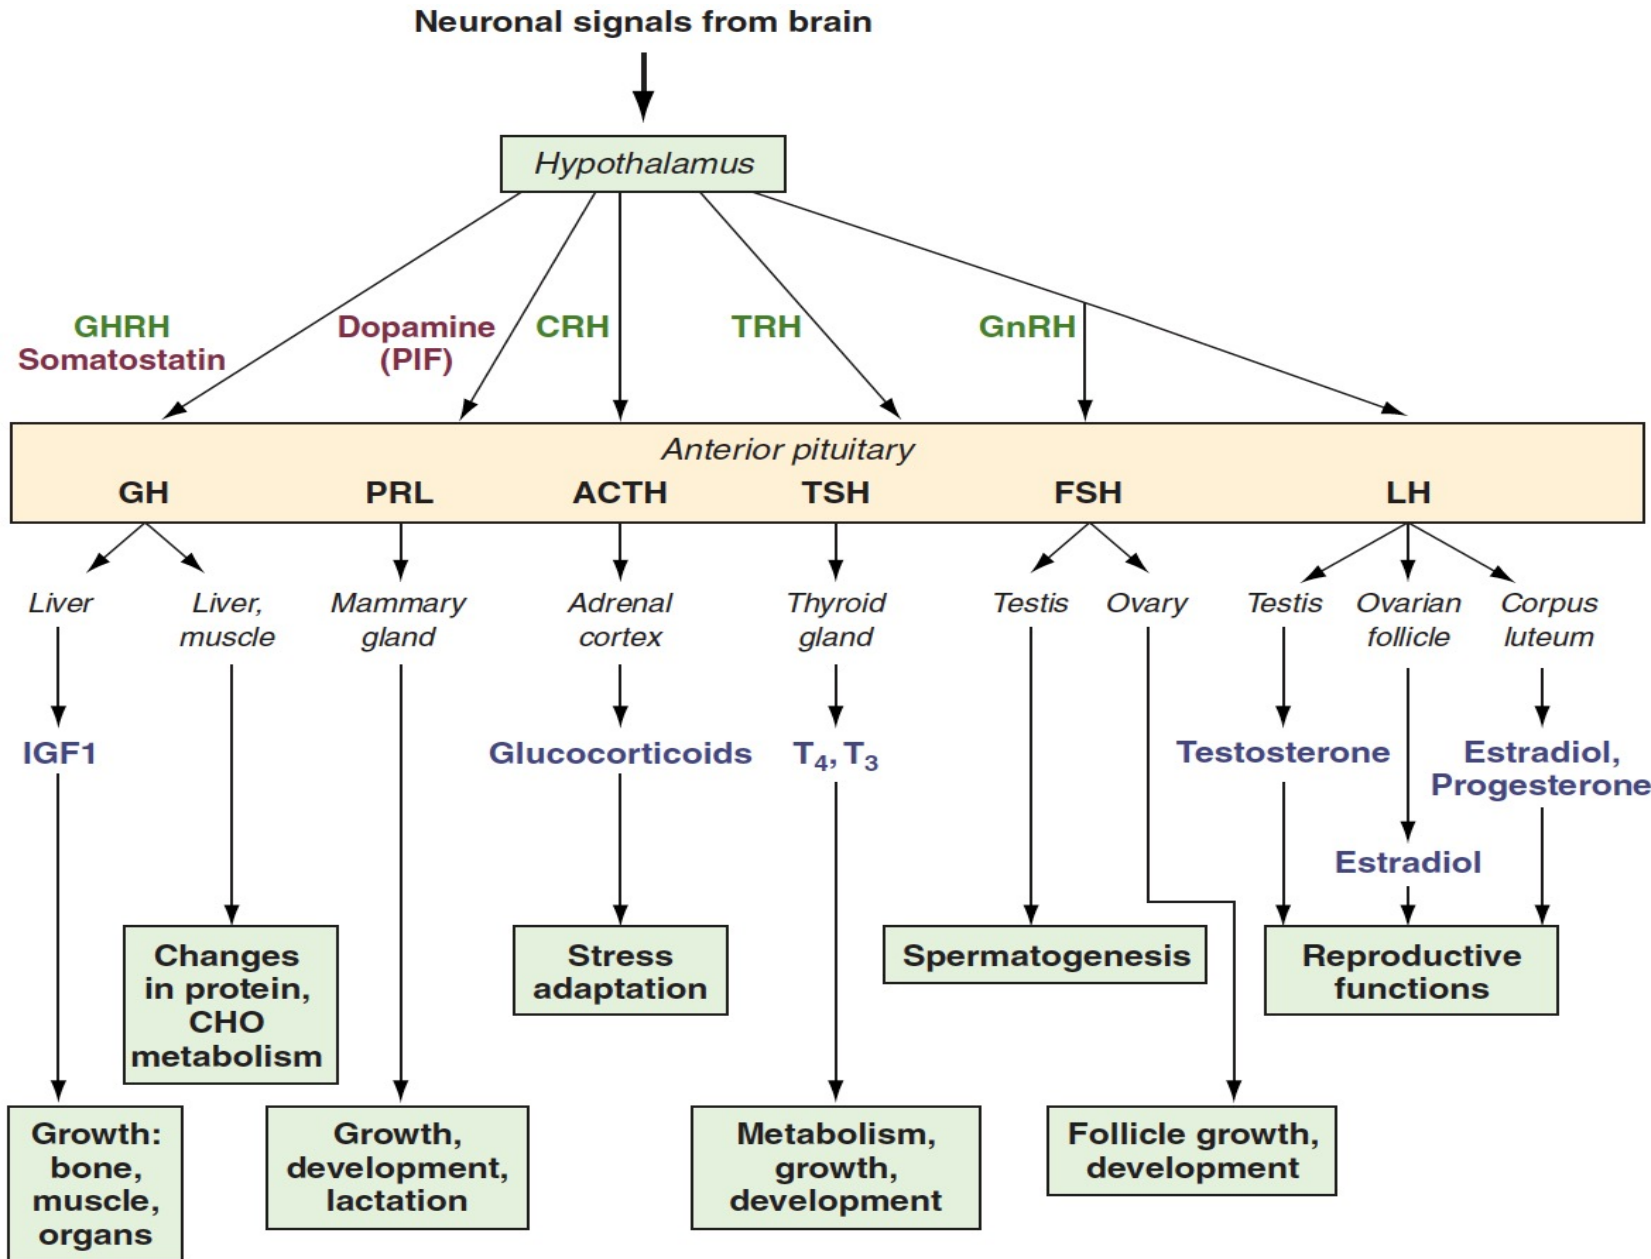 Neuronal signals from brain
Hypothalamus
GHRH
Somatostatin
Dopamine
(PIF)
CRH
TRH
GnRH
Anterior pituitary
GH PRL ACTH TSH FSH LH
Liver
Liver,
muscle
Mammary
gland
Adrenal
cortex
Thyroid
gland
Testis
Ovary
Testis
Ovarian
follicle
Corpus
luteum
IGF1
Glucocorticoids
T₄, T₃
Testosterone
Estradiol,
Progesterone
Estradiol
Changes
in protein,
CHO
metabolism
Stress
adaptation
Spermatogenesis
Reproductive
functions
Growth:
bone,
muscle,
organs
Growth,
development,
lactation
Metabolism,
growth,
development
Follicle growth,
development